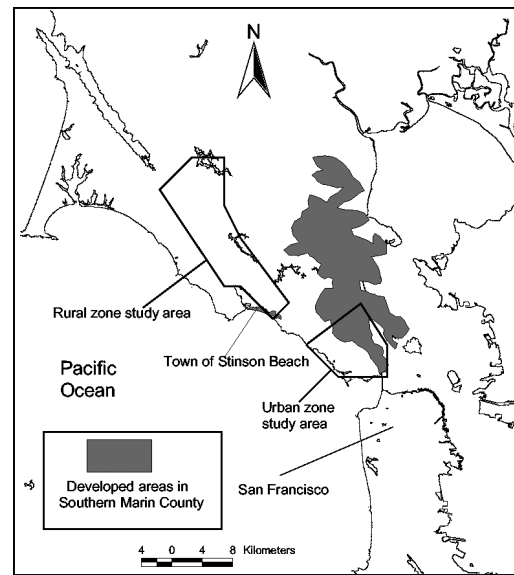 N
Rural zone study area
Town of Stinson Beach
Pacific
Ocean
Urban zone
study area
Developed areas in
Southern Marin County
San Francisco
4 0 4 8 Kilometers